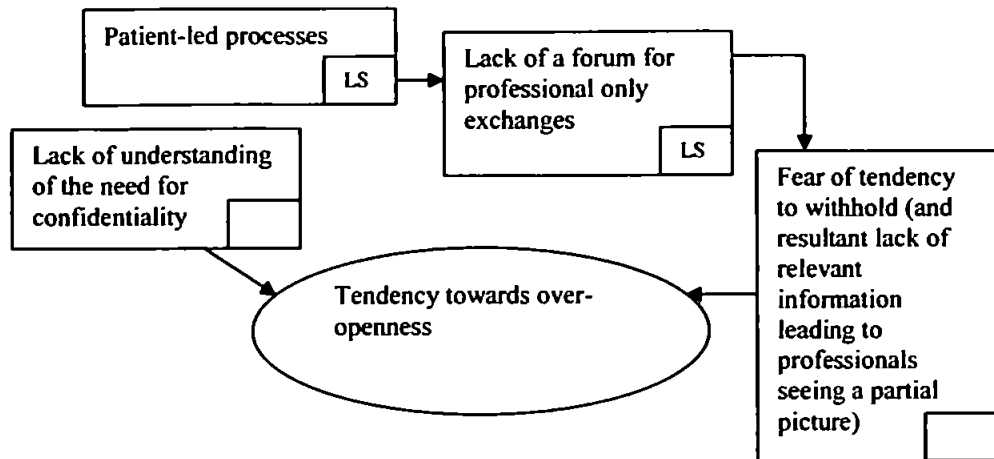 Patient-led processes
LS
Lack of a forum for
professional only
exchanges
LS
Lack of understanding
of the need for
confidentiality
Fear of tendency
to withhold (and
resultant lack of
relevant
information
leading to
professionals
seeing a partial
picture)
Tendency towards over-
openness